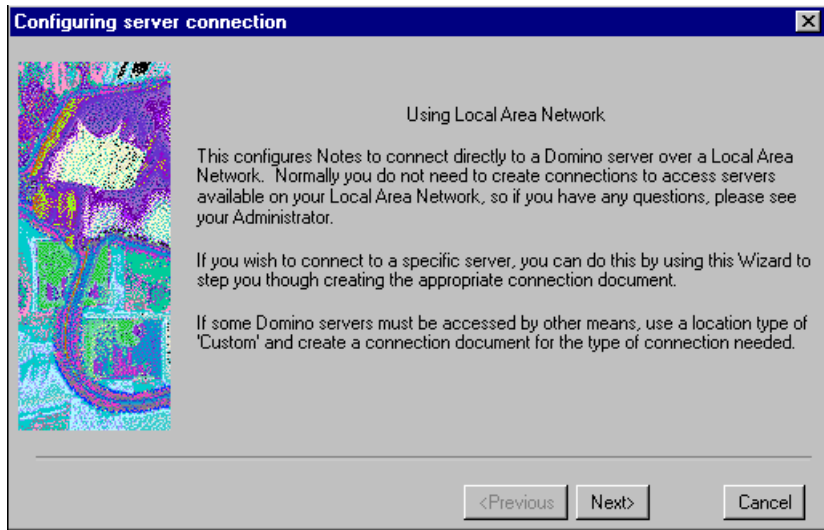 Configuring server connection
Using Local Area Network
This configures Notes to connect directly to a Domino server over a Local Area
Network.  Normally you do not need to create connections to access servers
available on your Local Area Network, so if you have any questions, please see
your Administrator.
If you wish to connect to a specific server, you can do this by using this Wizard to
step you though creating the appropriate connection document.
If some Domino servers must be accessed by other means, use a location type of
'Custom' and create a connection document for the type of connection needed.
<Previous Next> Cancel